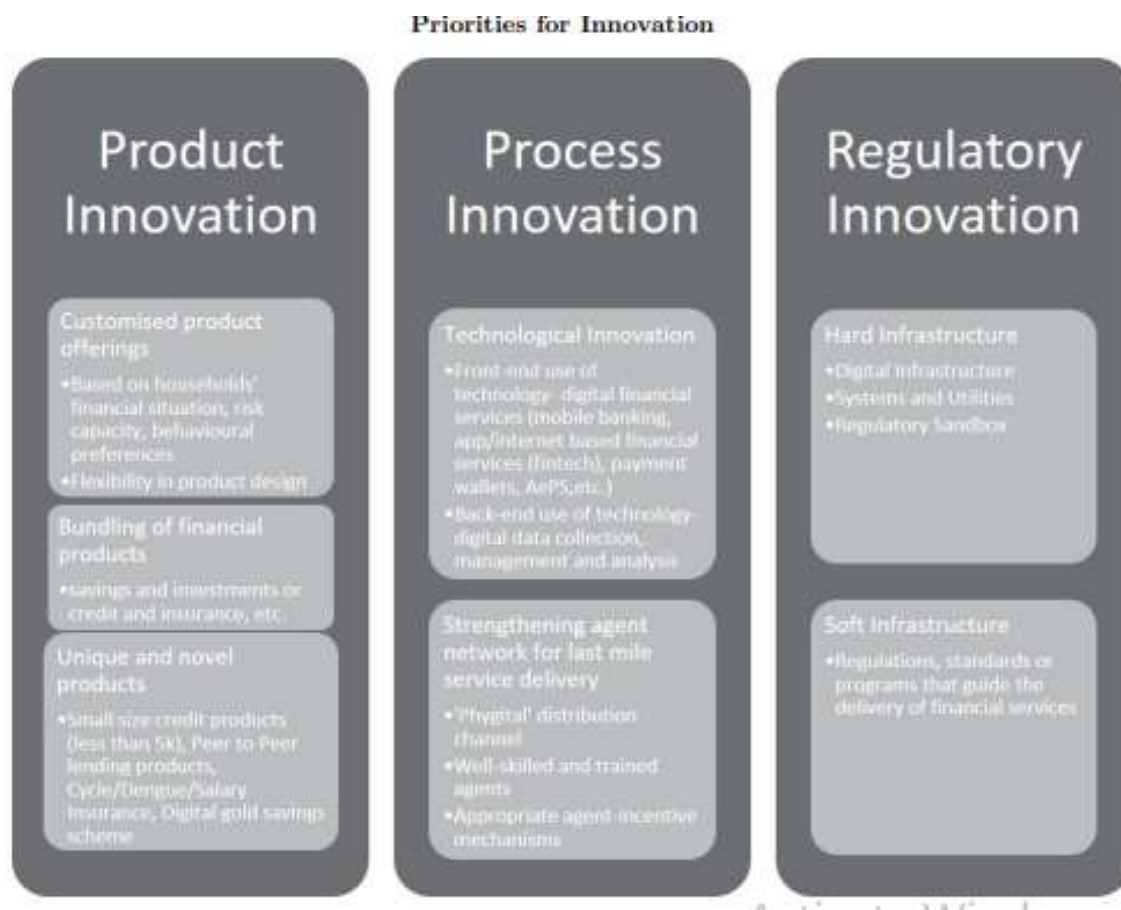 Priorities for Innovation
Product
Innovation
Customised product
offerings
•Based on households'
financial situation, risk
capacity, behavioural
preferences
•Flexibility in product design
Bundling of financial
products
•savings and investments or
credit and insurance, etc.
Unique and novel
products
•Small size credit products
(less than 5k), Peer to Peer
lending products,
Cycle/Dengue/Salary
Insurance, Digital gold savings
scheme
Process
Innovation
Technological Innovation
•Front-end use of
technology- digital financial
services (mobile banking,
app/internet based financial
services (fintech), payment
wallets, AePS,etc.)
•Back-end use of technology-
digital data collection,
management and analysis
Strengthening agent
network for last mile
service delivery
•'Phygital' distribution
channel
•Well-skilled and trained
agents
•Appropriate agent incentive
mechanisms
Regulatory
Innovation
Hard Infrastructure
•Digital Infrastructure
•Systems and Utilities
•Regulatory Sandbox
Soft Infrastructure
•Regulations, standards or
programs that guide the
delivery of financial services